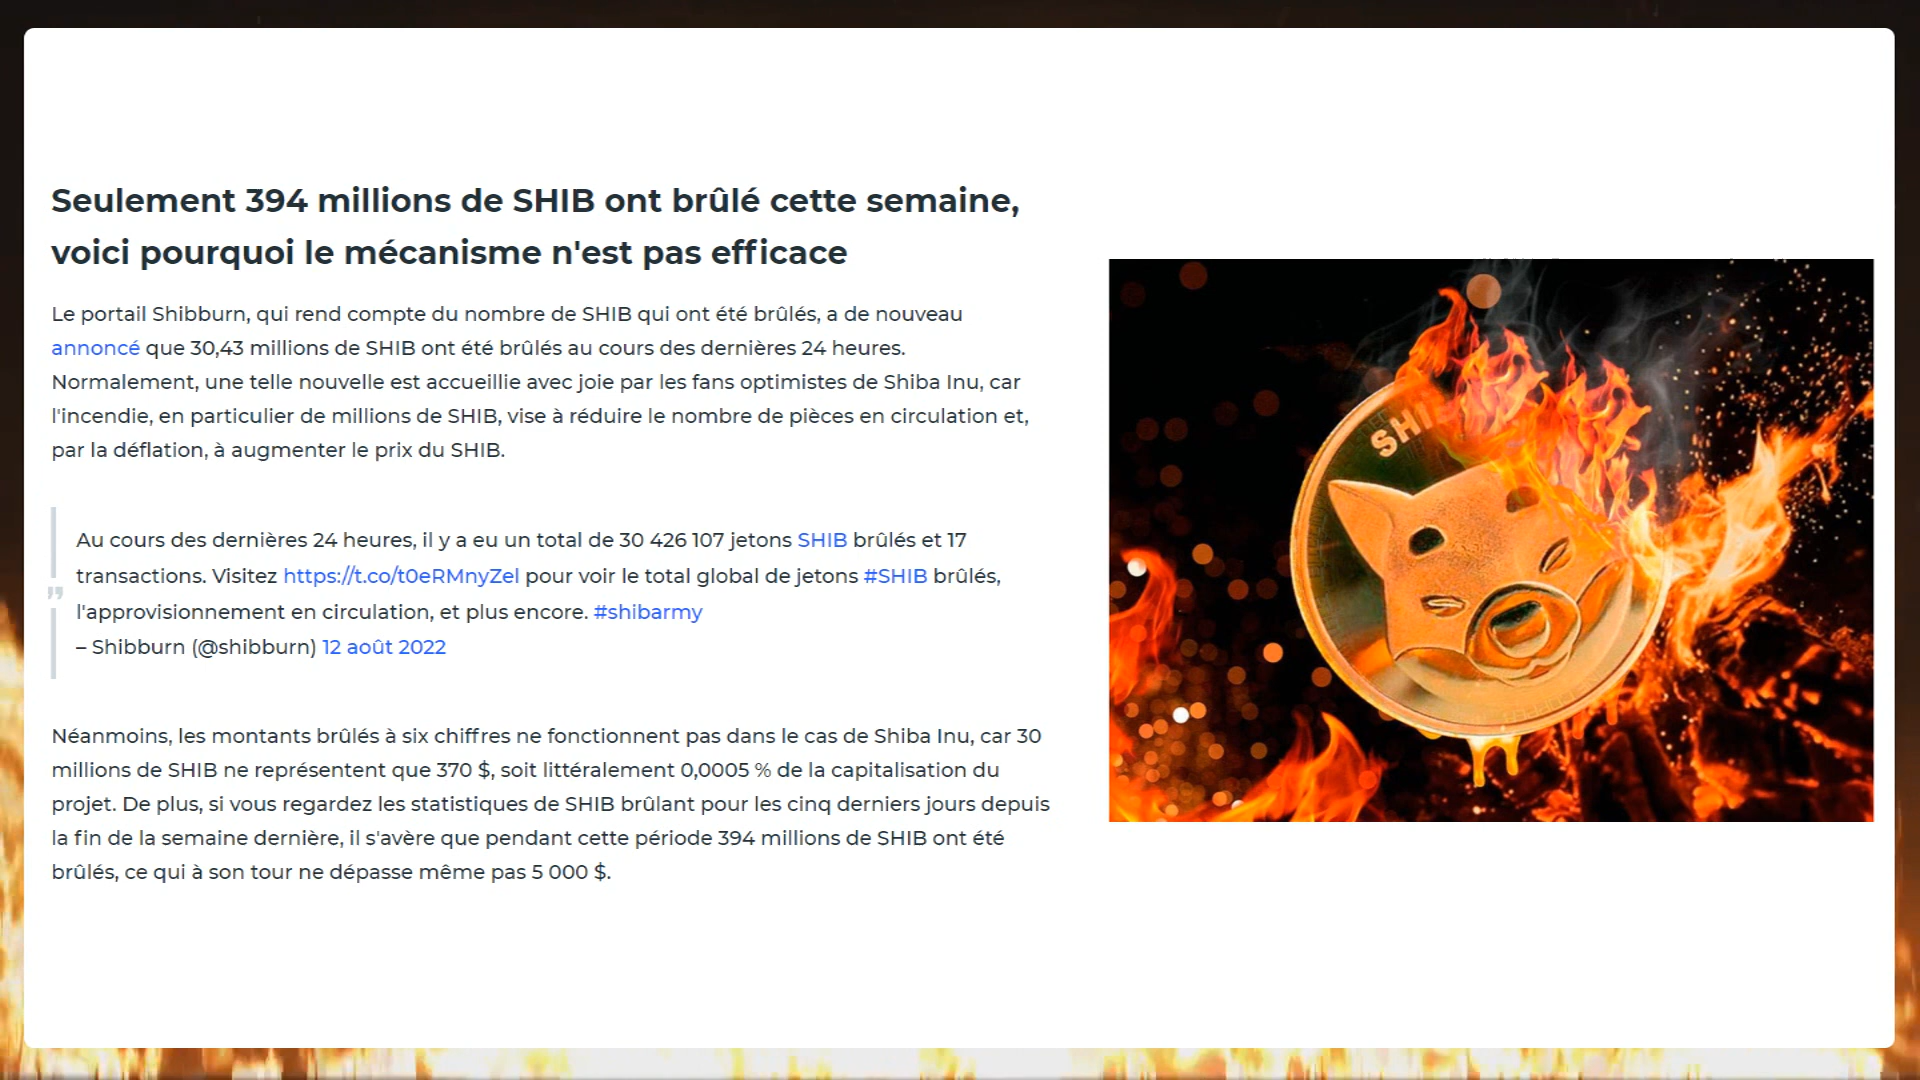 Seulement 394 millions de SHIB ont brûlé cette semaine,
voici pourquoi le mécanisme n'est pas efficace
Le portail Shibburn, qui rend compte du nombre de SHIB qui ont été brûlés, a de nouveau
annoncé que 30,43 millions de SHIB ont été brûlés au cours des dernières 24 heures.
Normalement, une telle nouvelle est accueillie avec joie par les fans optimistes de Shiba Inu, car
l'incendie, en particulier de millions de SHIB, vise à réduire le nombre de pièces en circulation et,
par la déflation, à augmenter le prix du SHIB.
Au cours des dernières 24 heures, il y a eu un total de 30 426 107 jetons SHIB brûlés et 17
transactions. Visitez https://t.co/t0eRMnyZel pour voir le total global de jetons #SHIB brûlés,
l'approvisionnement en circulation, et plus encore. #shibarmy
– Shibburn (@shibburn) 12 août 2022
Néanmoins, les montants brûlés à six chiffres ne fonctionnent pas dans le cas de Shiba Inu, car 30
millions de SHIB ne représentent que 370 $, soit littéralement 0,0005 % de la capitalisation du
projet. De plus, si vous regardez les statistiques de SHIB brûlant pour les cinq derniers jours depuis
la fin de la semaine dernière, il s'avère que pendant cette période 394 millions de SHIB ont été
brûlés, ce qui à son tour ne dépasse même pas 5 000 $.
SHI